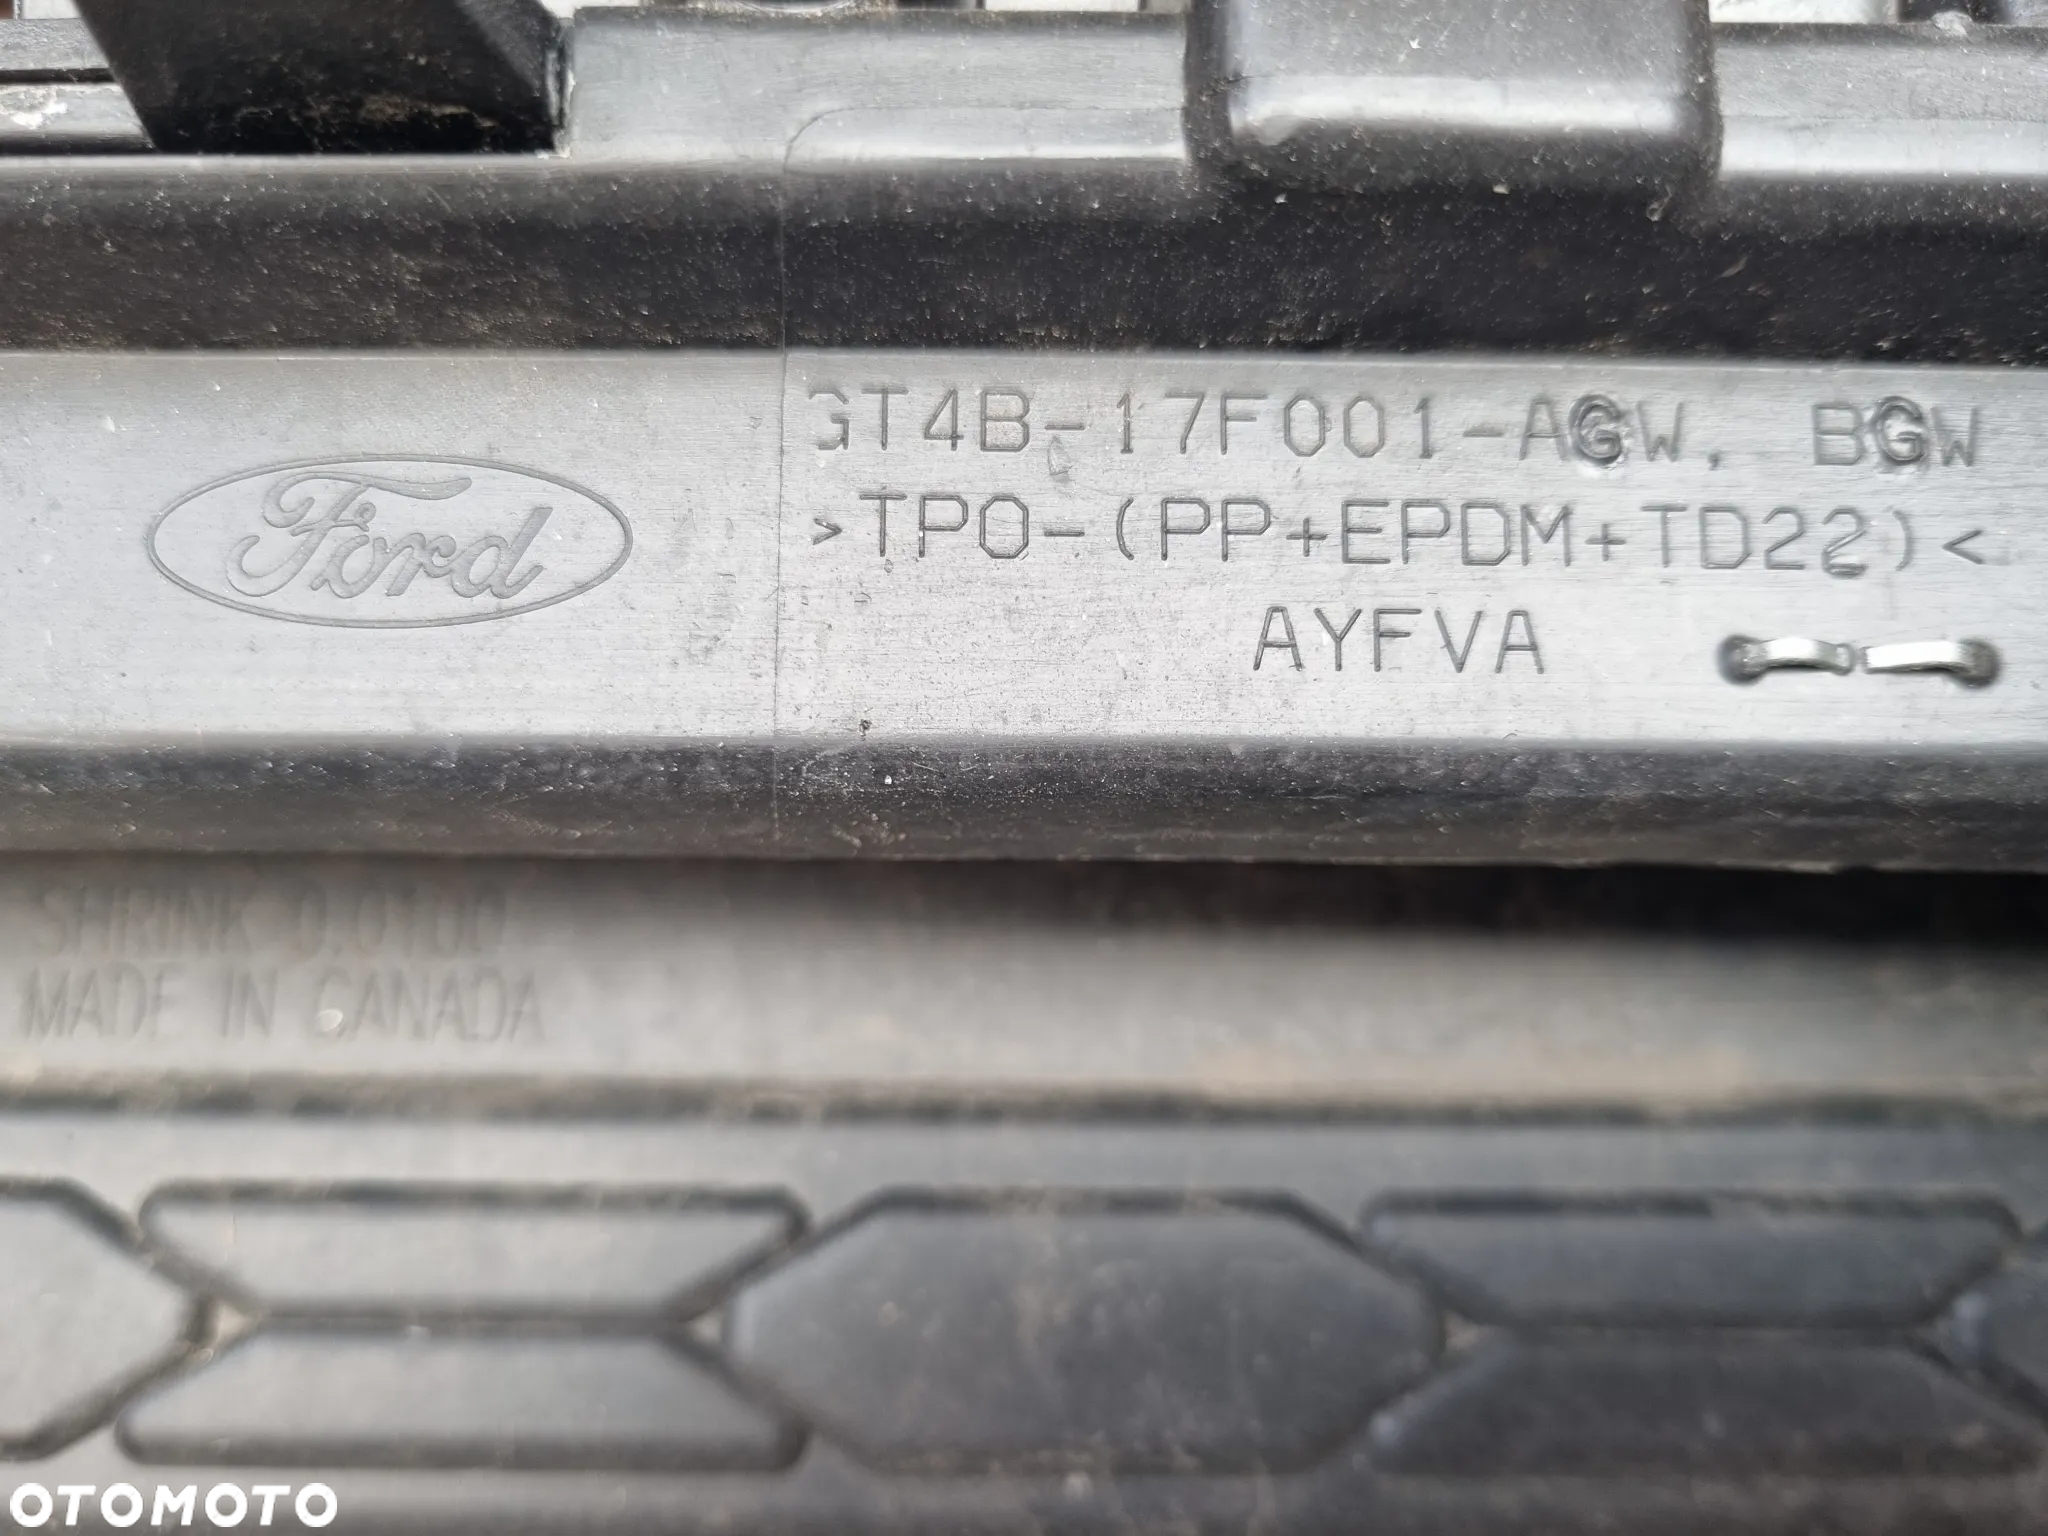 Ford
GT4B-17F001-AGW, BGW
>TPO-(PP+EPDM+TD22)<
AYFVA
SHRINK 0.0100
MADE IN CANADA
OTOMOTO